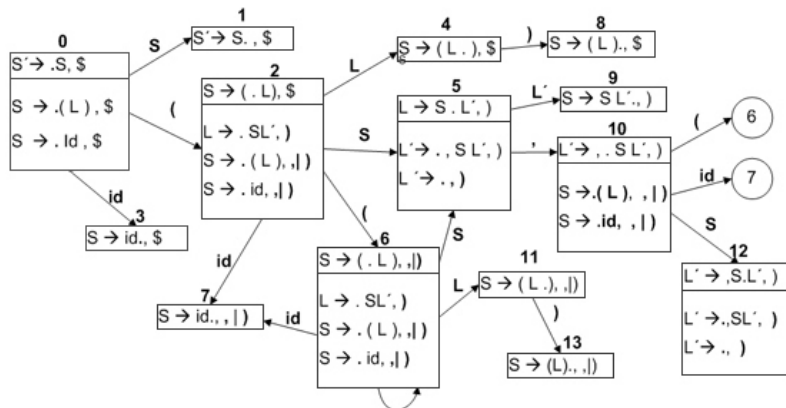 0
S´→ .S, $
S → .( L ) , $
S → . Id , $
S
1
S´→ S. , $
(
id
3
S → id., $
2
S → ( . L), $
L → . SL´, )
S → . ( L), ,| )
S → . id, ,| )
L
4
S → ( L . ), $
)
8
S → ( L )., $
S
5
L → S . L´, )
L´→ . , S L´, )
L´→ . , )
L´
9
S → S L´., )
,
10
L´→ , . S L´, )
S →.( L), , | )
S → .id, , | )
(
6
id
7
S
12
L´ → ,S.L´, )
L´ →.,SL´, )
L´→ ., )
(
id
7
S → id., , | )
id
6
S → ( . L ), ,|)
L → . SL´, )
S → . ( L), ,| )
S → . id, ,| )
S
L
11
S → ( L .), ,|)
)
13
S → (L)., ,|)